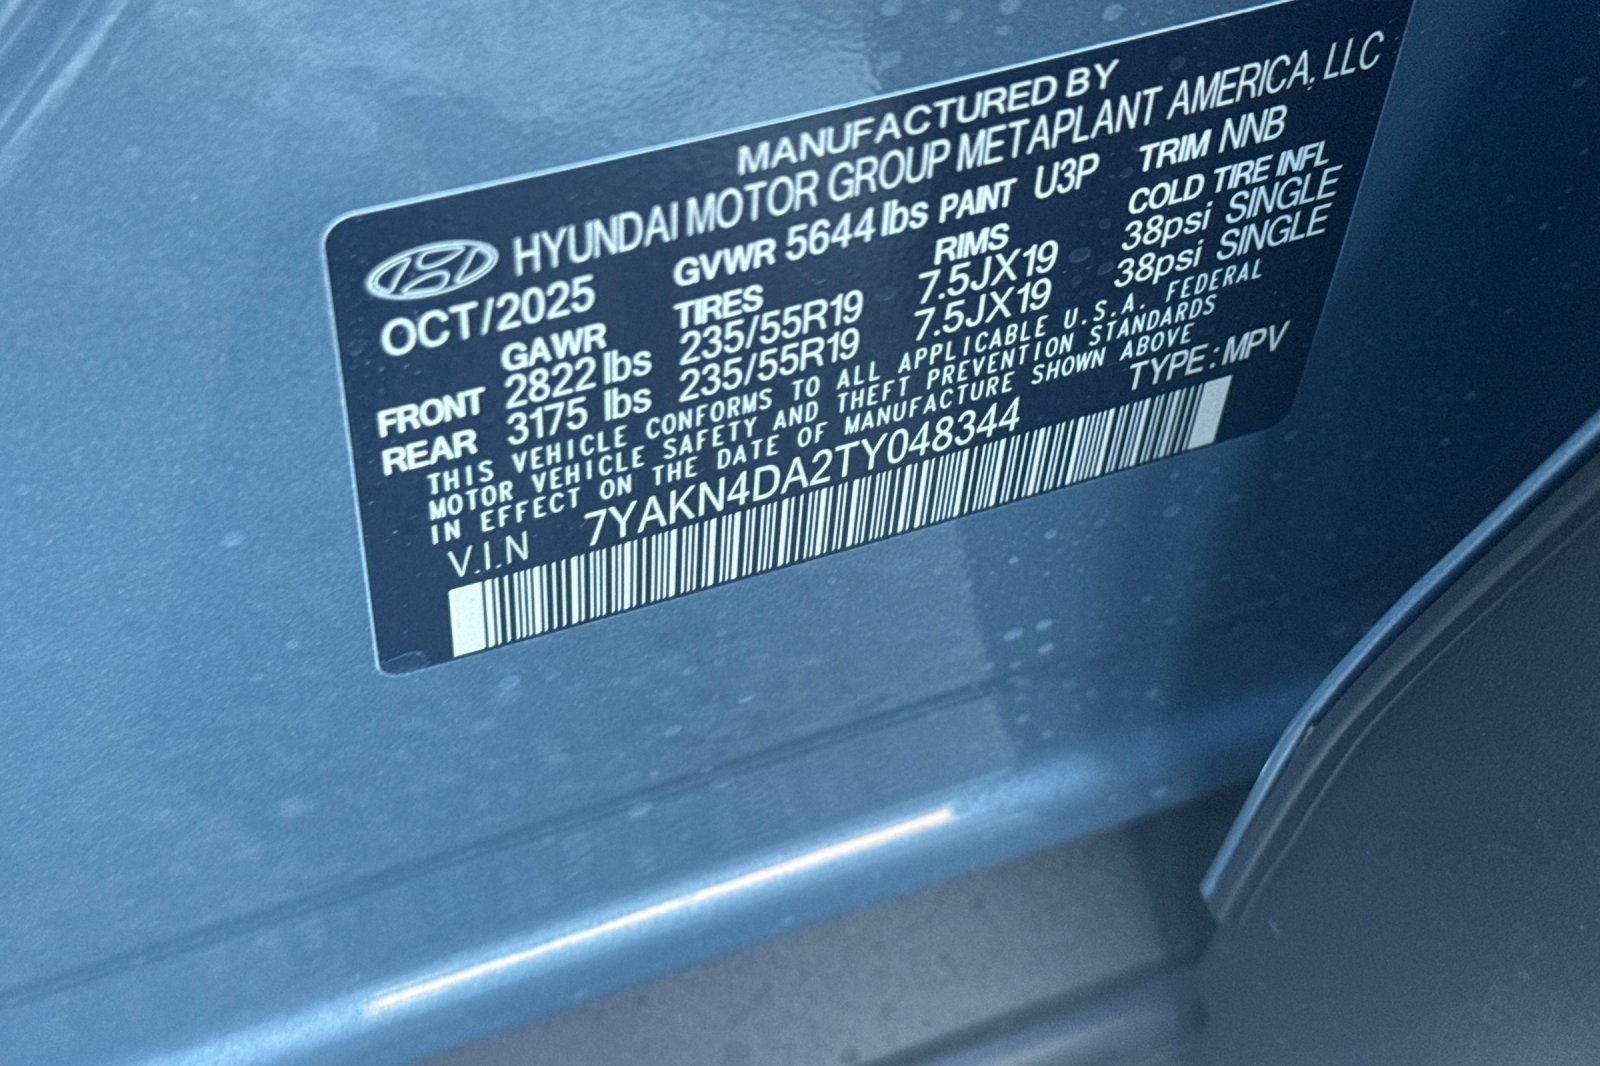 MANUFACTURED BY
HYUNDAI MOTOR GROUP METAPLANT AMERICA, LLC
OCT/2025 GVWR 5644 lbs PAINT U3P TRIM NNB
GAWR TIRES RIMS COLD TIRE INFL
FRONT 2822 lbs 235/55R19 7.5JX19 38psi SINGLE
REAR 3175 lbs 235/55R19 7.5JX19 38psi SINGLE
THIS VEHICLE CONFORMS TO ALL APPLICABLE U.S.A. FEDERAL
MOTOR VEHICLE SAFETY AND THEFT PREVENTION STANDARDS
IN EFFECT ON THE DATE OF MANUFACTURE SHOWN ABOVE
V.I.N 7YAKN4DA2TY048344 TYPE:MPV